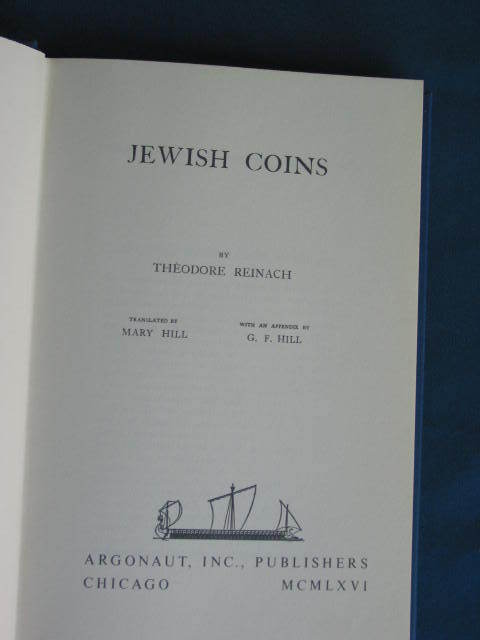 JEWISH COINS
BY
THÉODORE REINACH
TRANSLATED BY
MARY HILL
WITH AN APPENDIX BY
G. F. HILL
ARGONAUT, INC., PUBLISHERS
CHICAGO MCMLXVI